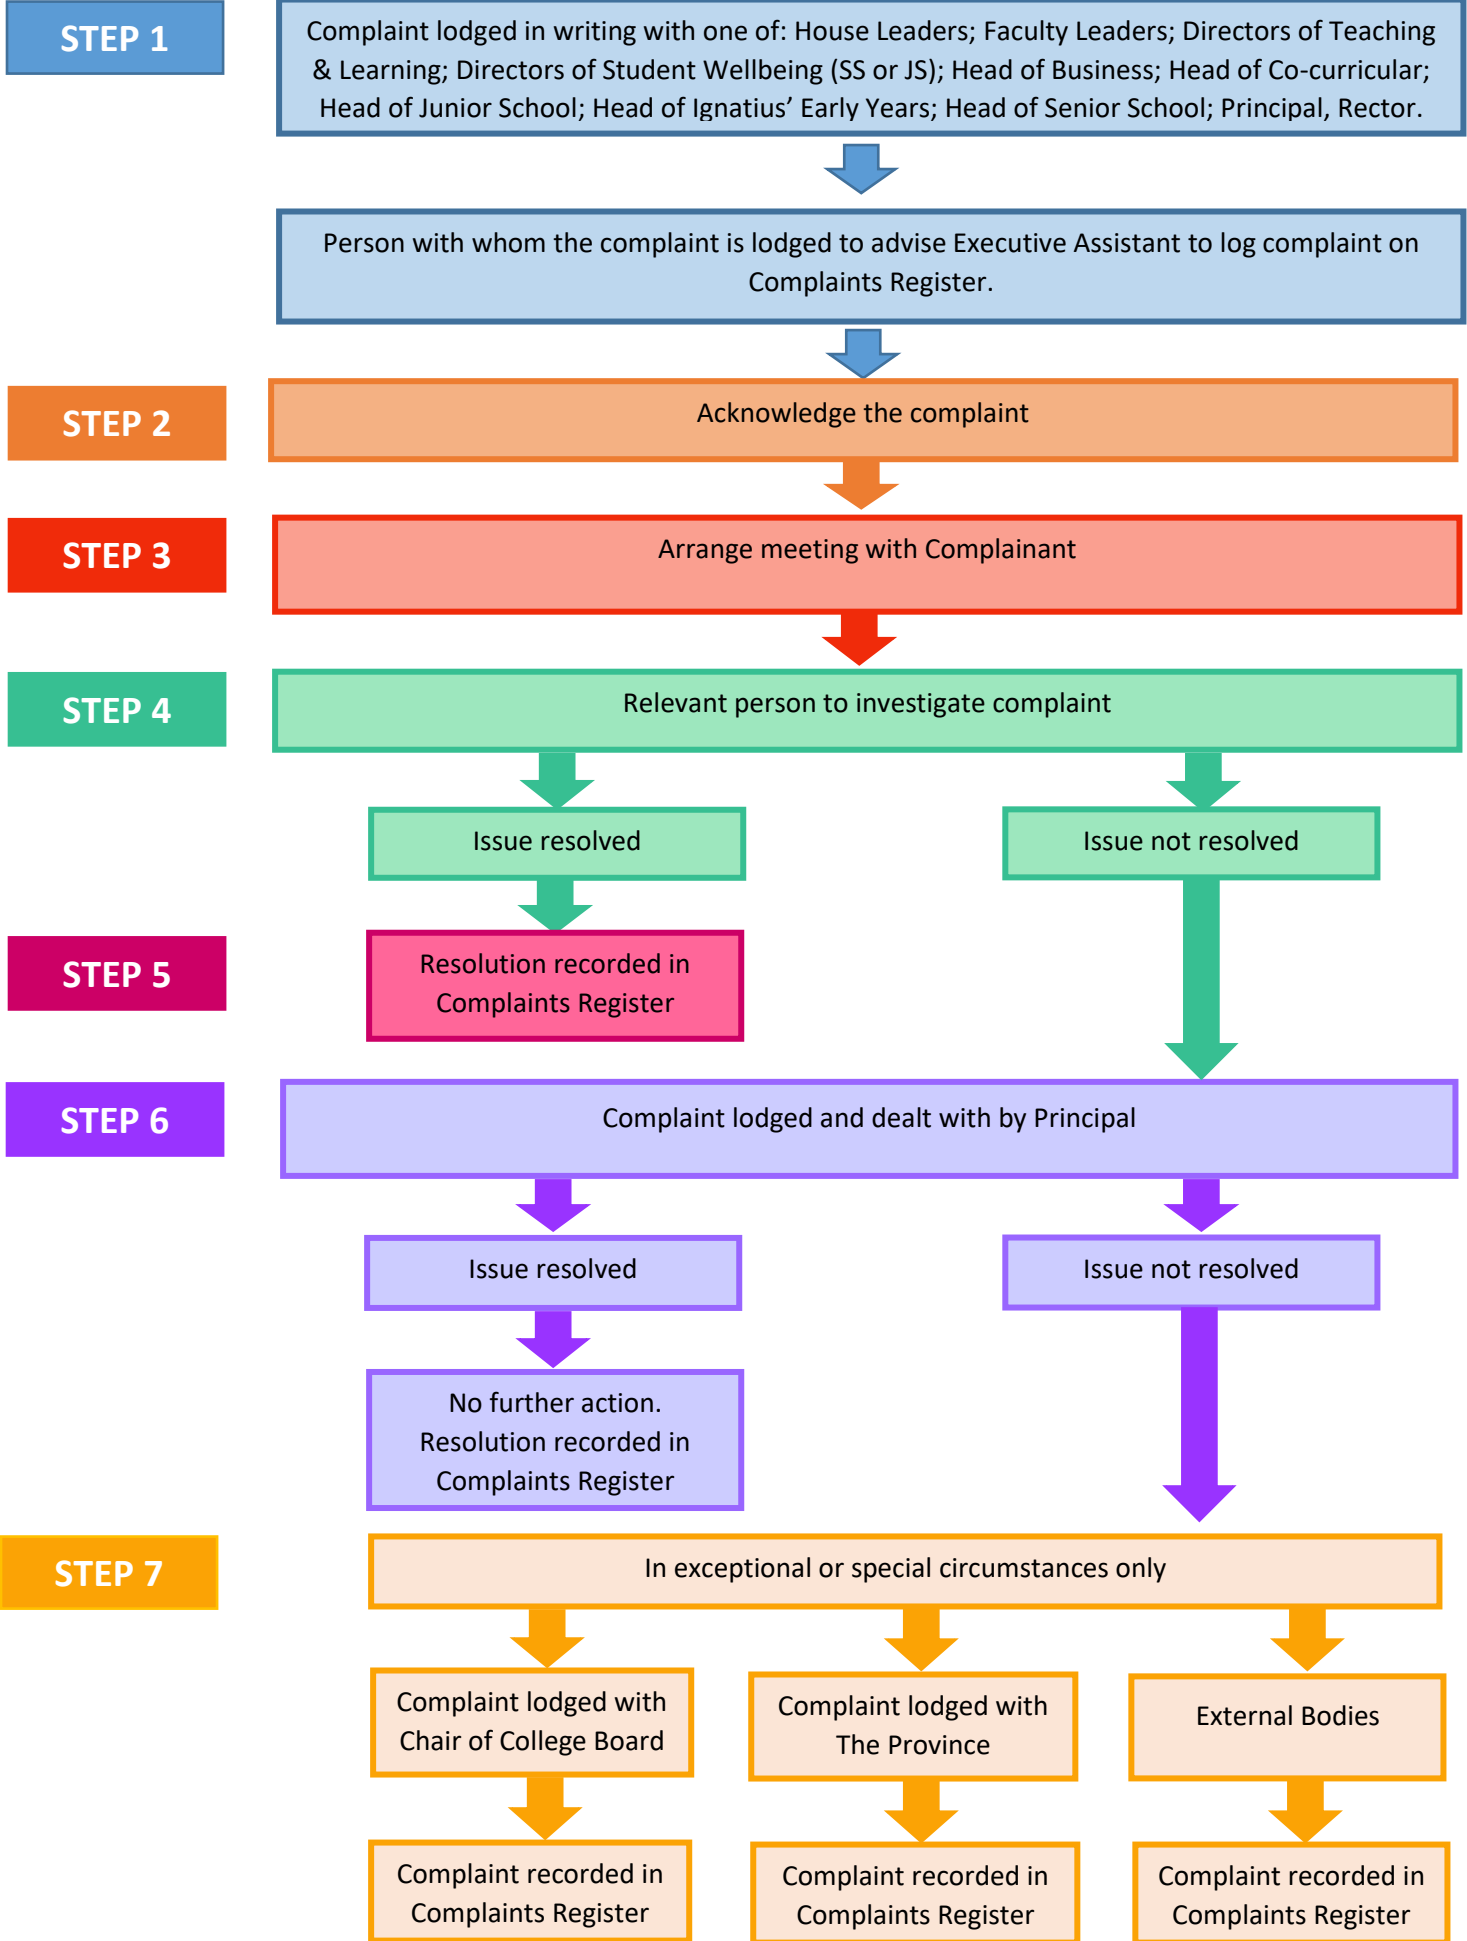 STEP 1
Complaint lodged in writing with one of: House Leaders; Faculty Leaders; Directors of Teaching
& Learning; Directors of Student Wellbeing (SS or JS); Head of Business; Head of Co-curricular;
Head of Junior School; Head of Ignatius’ Early Years; Head of Senior School; Principal, Rector.
Person with whom the complaint is lodged to advise Executive Assistant to log complaint on
Complaints Register.
STEP 2
Acknowledge the complaint
STEP 3
Arrange meeting with Complainant
STEP 4
Relevant person to investigate complaint
Issue resolved
Issue not resolved
STEP 5
Resolution recorded in
Complaints Register
STEP 6
Complaint lodged and dealt with by Principal
Issue resolved
Issue not resolved
No further action.
Resolution recorded in
Complaints Register
STEP 7
In exceptional or special circumstances only
Complaint lodged with
Chair of College Board
Complaint lodged with
The Province
External Bodies
Complaint recorded in
Complaints Register
Complaint recorded in
Complaints Register
Complaint recorded in
Complaints Register